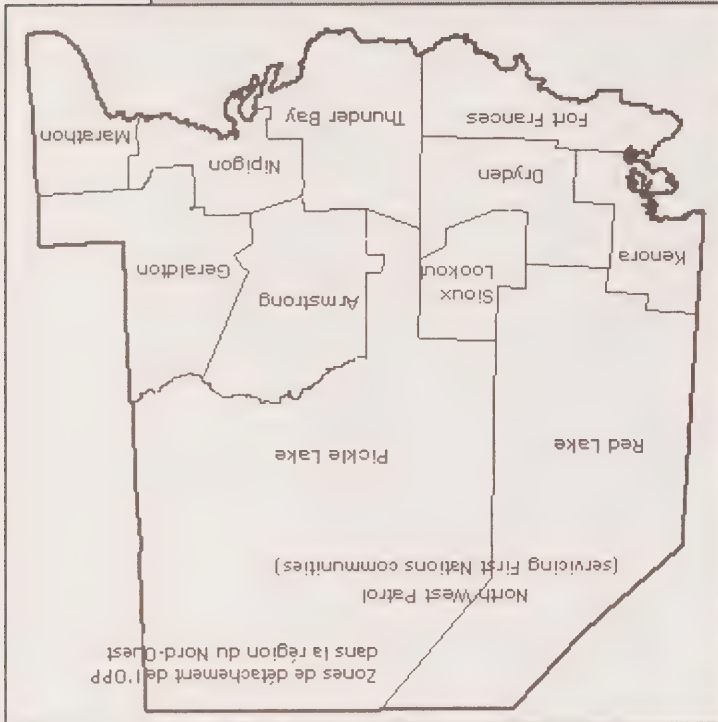 Zones de détachement de l'OPP
dans la région du Nord-Ouest
North West Patrol
(servicing First Nations communities)
Pickle Lake
Red Lake
Armstrong
Sioux
Lookout
Geraldton
Kenora
Dryden
Nipigon
Marathon
Fort Frances
Thunder Bay